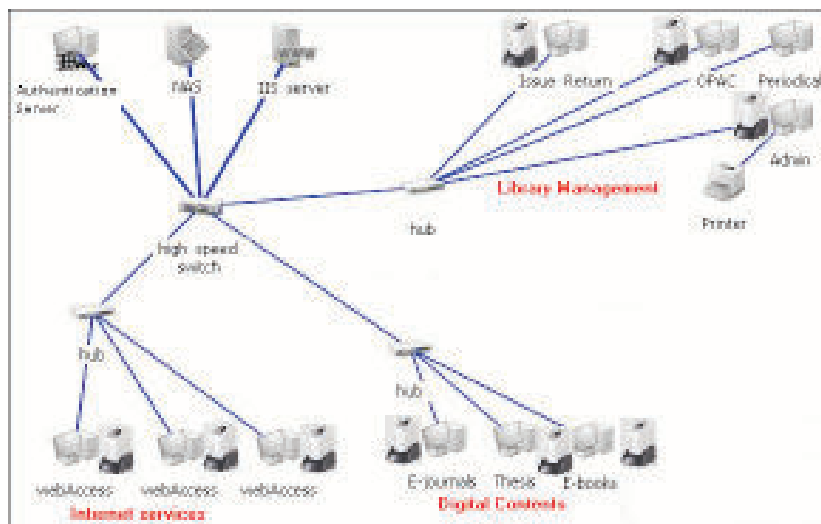 www
Authentication
Server
NAS
IIS server
Issue Return
OPAC
Periodical
Admin
Library Management
Printer
hub
high speed
switch
hub
hub
webAccess
webAccess
webAccess
Internet services
E-journals
Thesis
E-books
Digital Contents